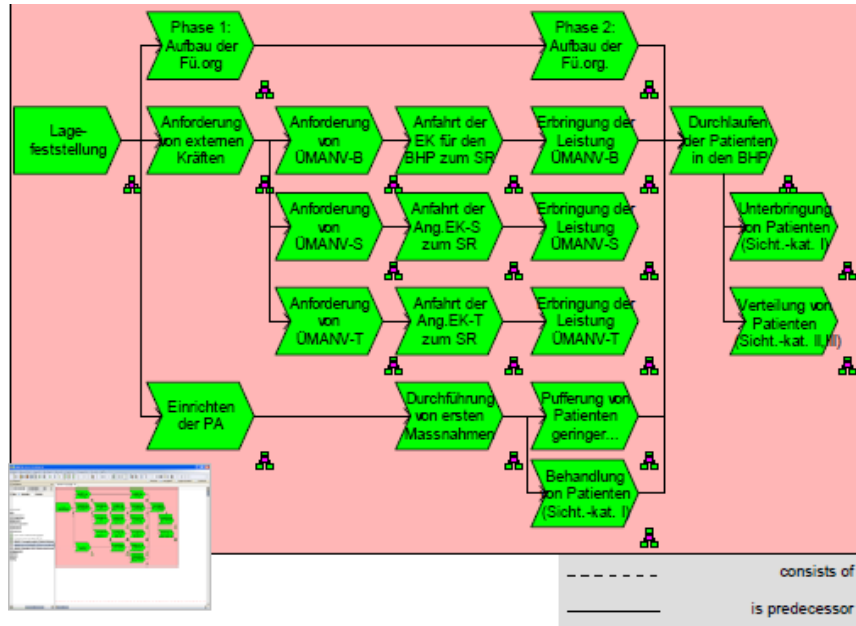 Phase 1:
Aufbau der
Fü.org
Phase 2:
Aufbau der
Fü.org.
Lage-
feststellung
Anforderung
von externen
Kräften
Anforderung
von
ÜMANV-B
Anfahrt der
EK für den
BHP zum SR
Erbringung der
Leistung
ÜMANV-B
Durchlaufen
der Patienten
in den BHP
Anforderung
von
ÜMANV-S
Anfahrt der
Ang.EK-S
zum SR
Erbringung der
Leistung
ÜMANV-S
Unterbringung
von Patienten
(Sicht.-kat. I)
Anforderung
von
ÜMANV-T
Anfahrt der
Ang.EK-T
zum SR
Erbringung der
Leistung
ÜMANV-T
Verteilung von
Patienten
(Sicht.-kat. II,III)
Einrichten
der PA
Durchführung
von ersten
Massnahmen
Pufferung von
Patienten
geringer...
Behandlung
von Patienten
(Sicht.-kat. I)
consists of
is predecessor